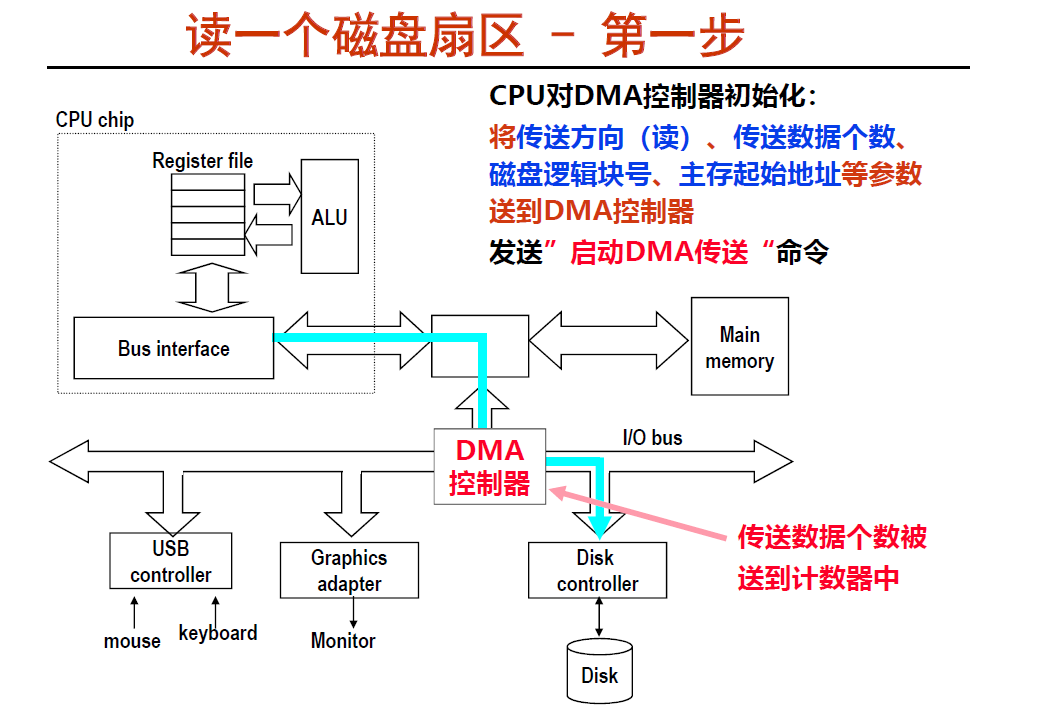 读一个磁盘扇区 - 第一步
CPU对DMA控制器初始化：
将传送方向（读）、传送数据个数、
磁盘逻辑块号、主存起始地址等参数
送到DMA控制器
发送”启动DMA传送“命令
CPU chip
Register file
ALU
Bus interface
Main
memory
I/O bus
DMA
控制器
传送数据个数被
送到计数器中
USB
controller
Graphics
adapter
Disk
controller
mouse
keyboard
Monitor
Disk